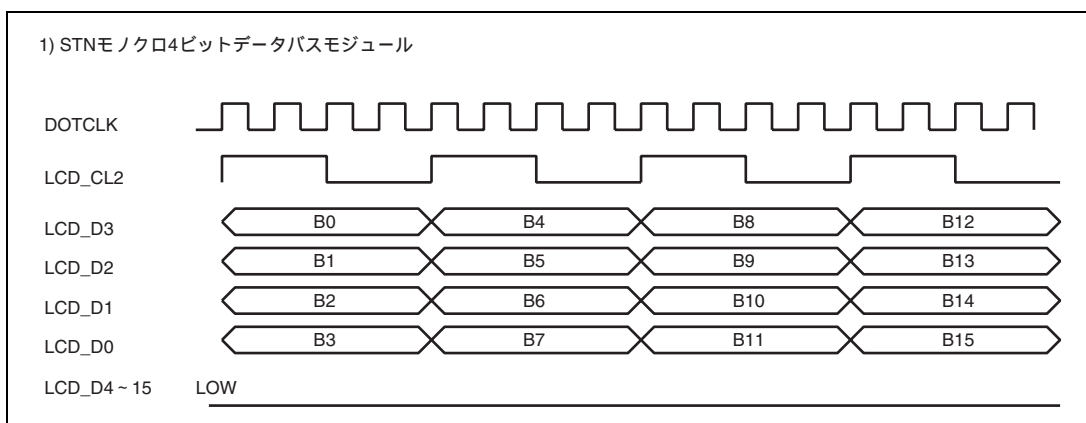 1) STNモノクロ4ビットデータバスモジュール
DOTCLK
LCD_CL2
LCD_D3 B0 B4 B8 B12
LCD_D2 B1 B5 B9 B13
LCD_D1 B2 B6 B10 B14
LCD_D0 B3 B7 B11 B15
LCD_D4~15 LOW